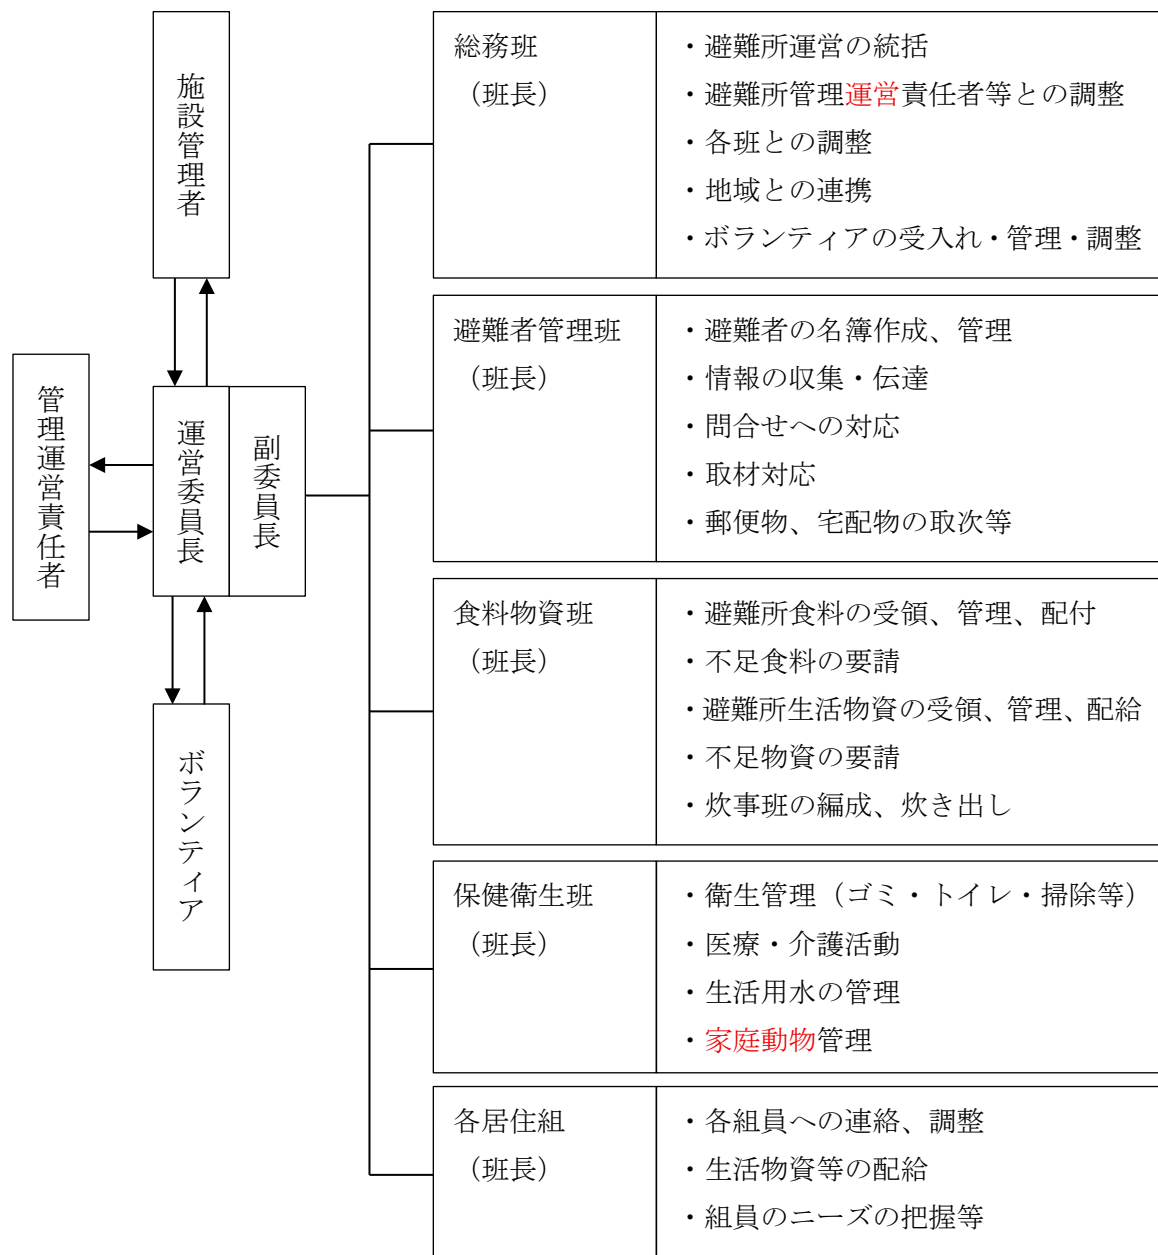 施設管理者
管理運営責任者
運営委員長
副委員長
ボランティア
総務班
（班長）
・避難所運営の統括
・避難所管理運営責任者等との調整
・各班との調整
・地域との連携
・ボランティアの受入れ・管理・調整
避難者管理班
（班長）
・避難者の名簿作成、管理
・情報の収集・伝達
・問合せへの対応
・取材対応
・郵便物、宅配物の取次等
食料物資班
（班長）
・避難所食料の受領、管理、配付
・不足食料の要請
・避難所生活物資の受領、管理、配給
・不足物資の要請
・炊事班の編成、炊き出し
保健衛生班
（班長）
・衛生管理（ゴミ・トイレ・掃除等）
・医療・介護活動
・生活用水の管理
・家庭動物管理
各居住組
（班長）
・各組員への連絡、調整
・生活物資等の配給
・組員のニーズの把握等